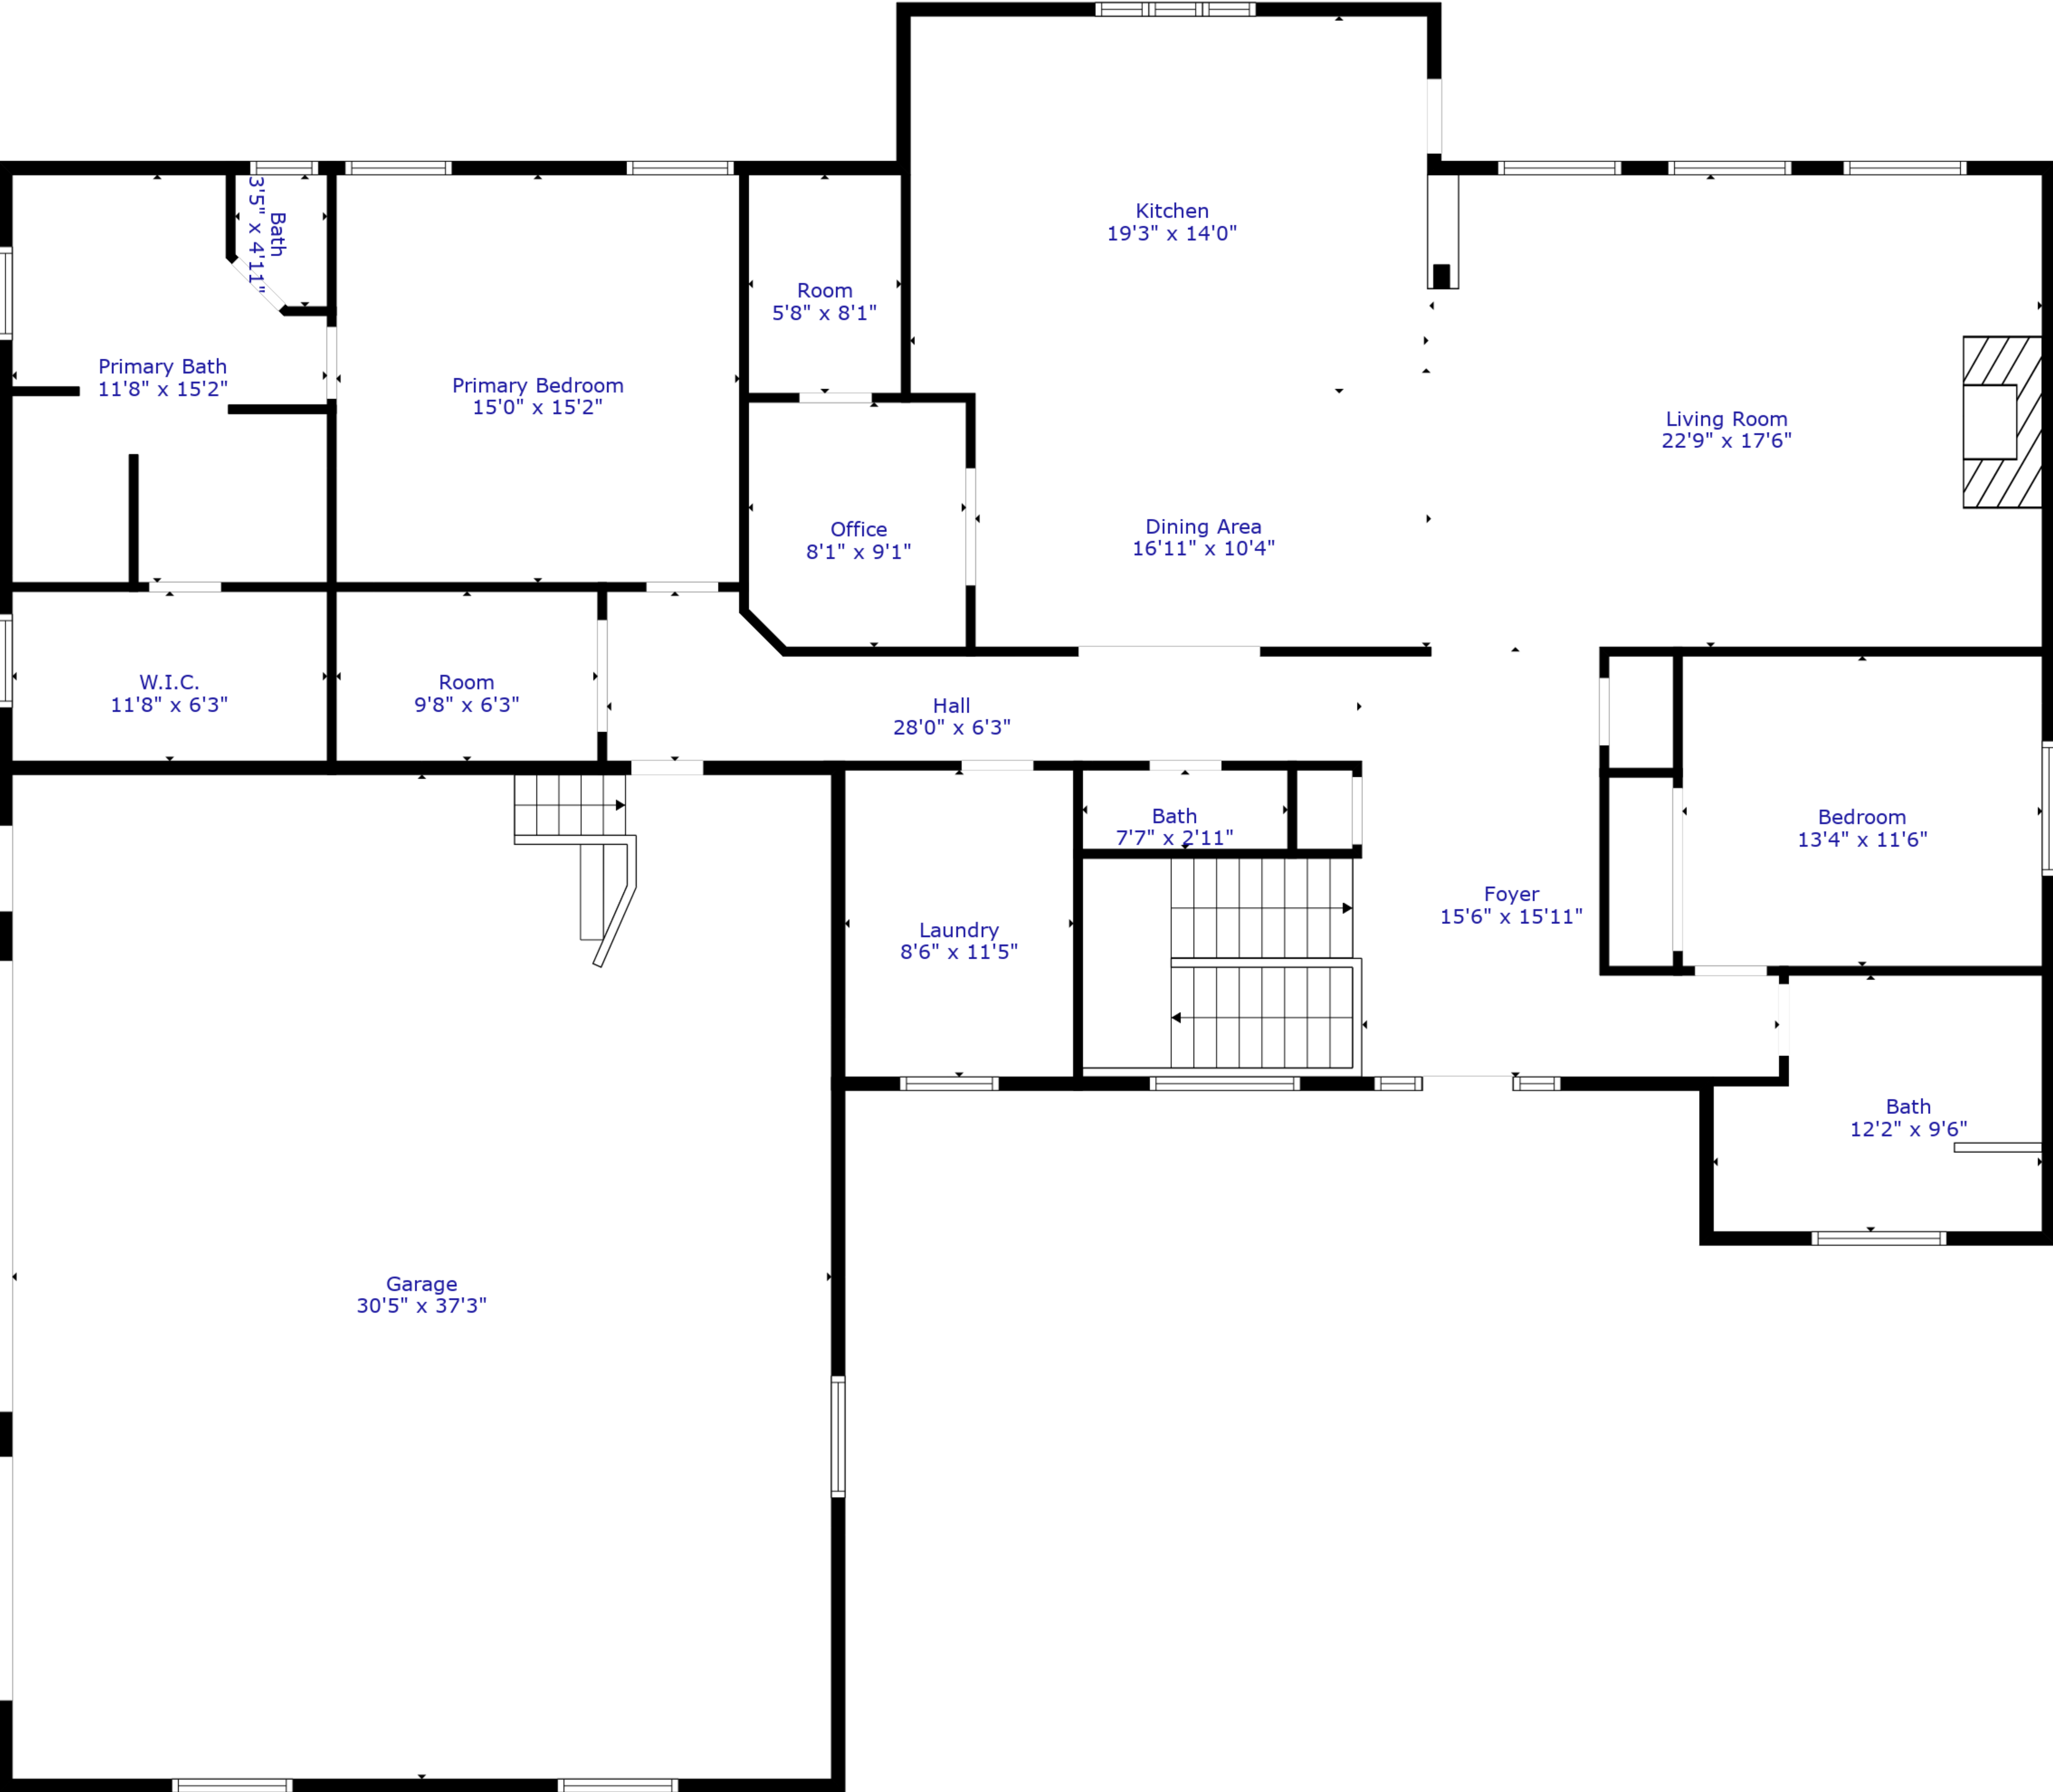 Kitchen
19'3" x 14'0"
Bath
3'5" x 4'11"
Room
5'8" x 8'1"
Primary Bath
11'8" x 15'2"
Primary Bedroom
15'0" x 15'2"
Living Room
22'9" x 17'6"
Office
8'1" x 9'1"
Dining Area
16'11" x 10'4"
W.I.C.
11'8" x 6'3"
Room
9'8" x 6'3"
Hall
28'0" x 6'3"
Bath
7'7" x 2'11"
Bedroom
13'4" x 11'6"
Foyer
15'6" x 15'11"
Laundry
8'6" x 11'5"
Bath
12'2" x 9'6"
Garage
30'5" x 37'3"